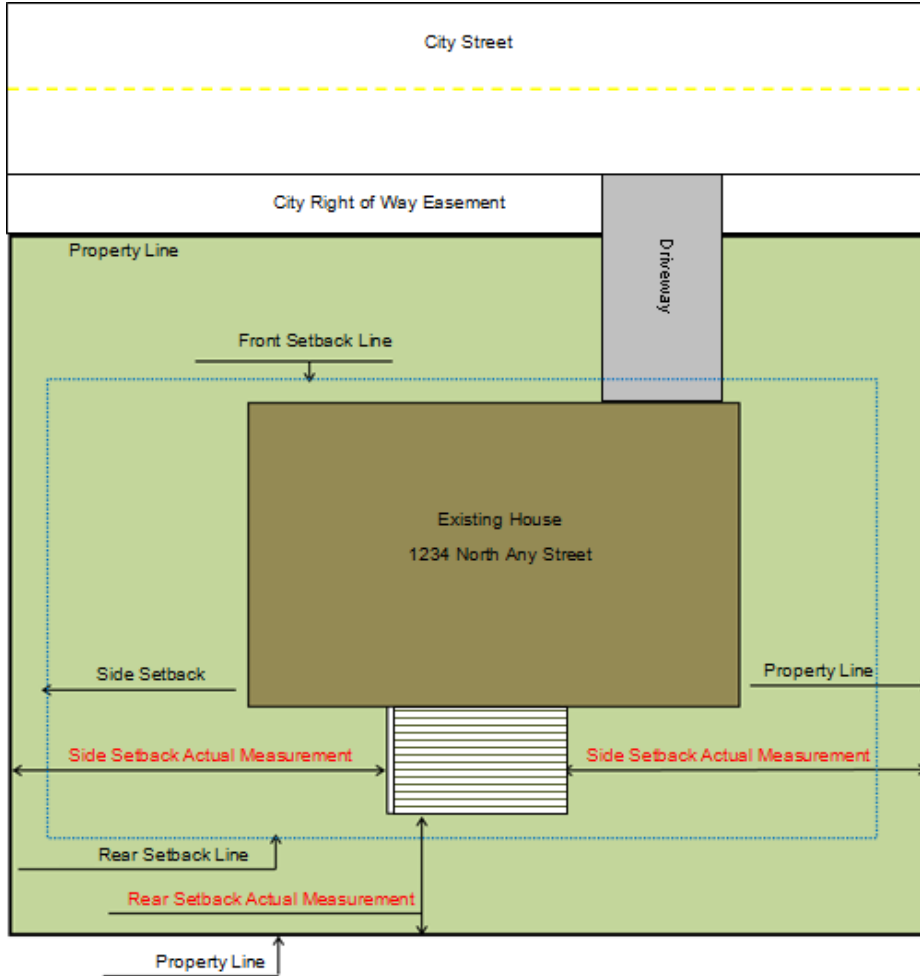 City Street
City Right of Way Easement
Property Line
Driveway
Front Setback Line
Existing House
1234 North Any Street
Side Setback
Property Line
Side Setback Actual Measurement
Side Setback Actual Measurement
Rear Setback Line
Rear Setback Actual Measurement
Property Line